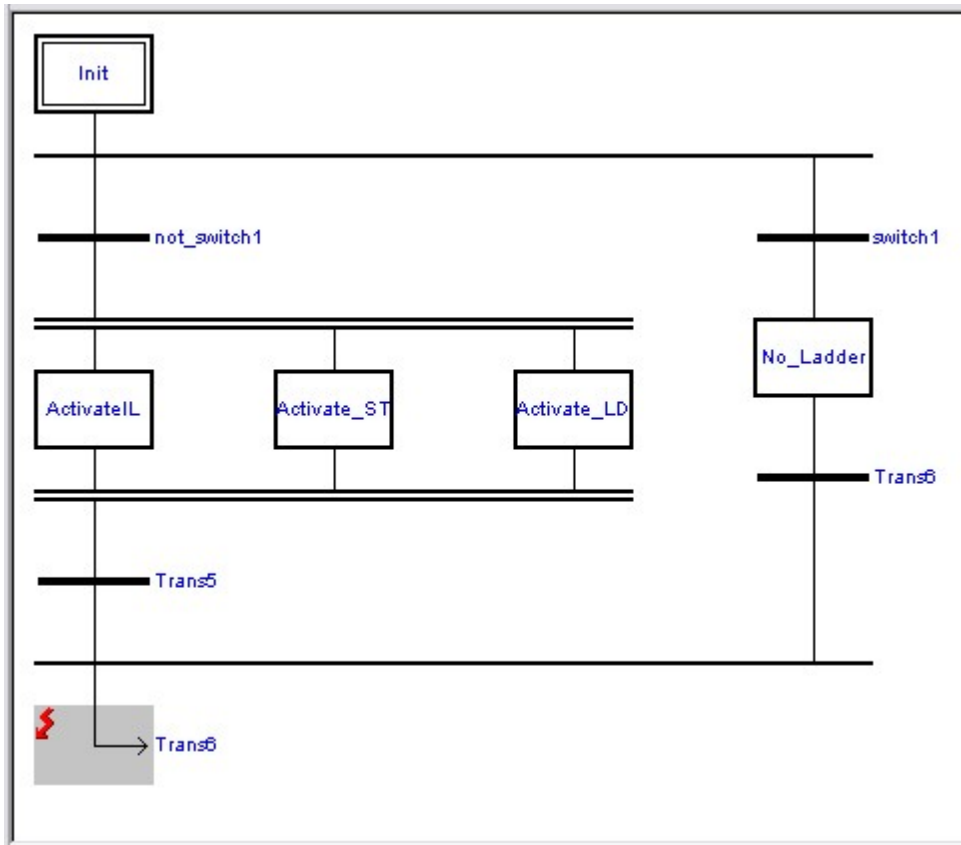 Init
not_switch1
switch1
No_Ladder
ActivateIL
Activate_ST
Activate_LD
Trans6
Trans5
Trans6